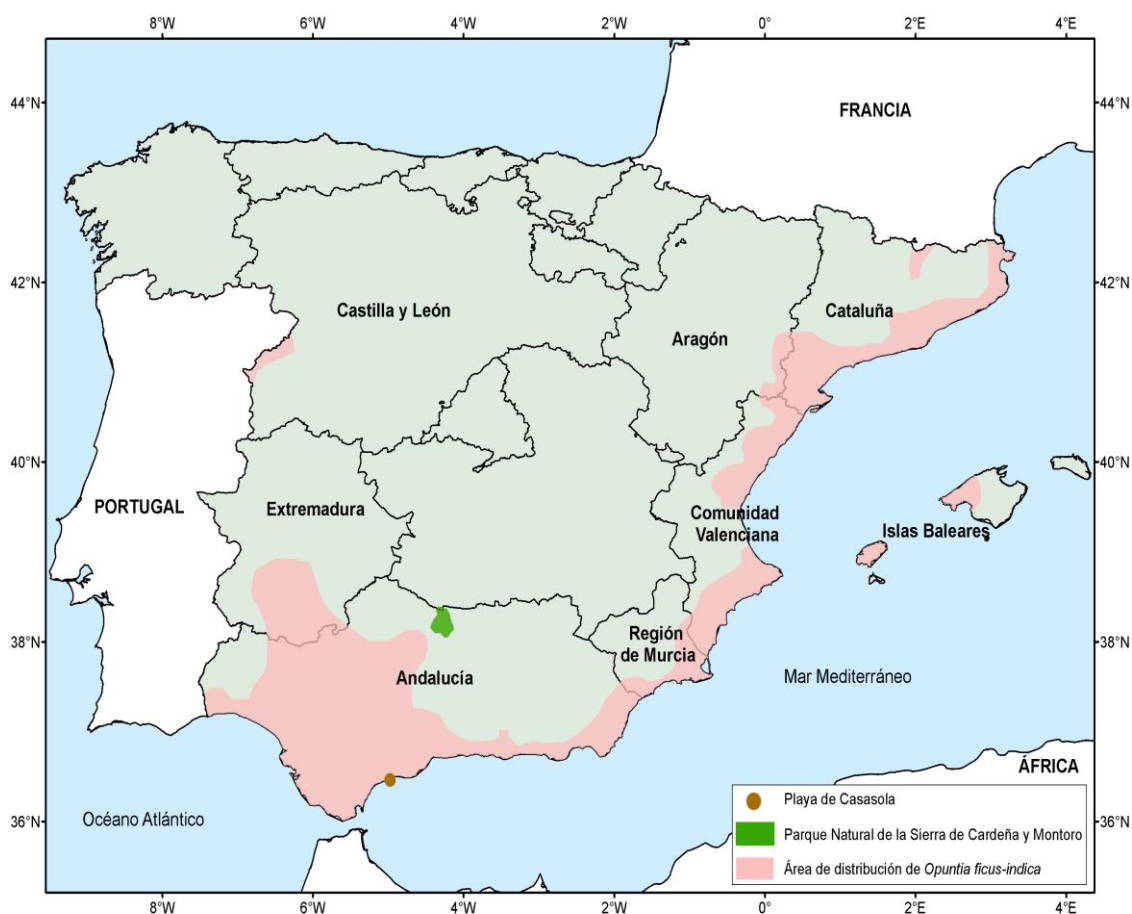 8°W 6°W 4°W 2°W 0° 2°E 4°E
44°N 44°N
FRANCIA
42°N 42°N
Castilla y León
Cataluña
Aragón
40°N 40°N
PORTUGAL
Extremadura
Comunidad
Valenciana
Islas Baleares
38°N 38°N
Región
de Murcia
Andalucía
Mar Mediterráneo
ÁFRICA
Océano Atlántico
36°N 36°N
Playa de Casasola
Parque Natural de la Sierra de Cardeña y Montoro
Área de distribución de Opuntia ficus-indica
8°W 6°W 4°W 2°W 0° 2°E 4°E